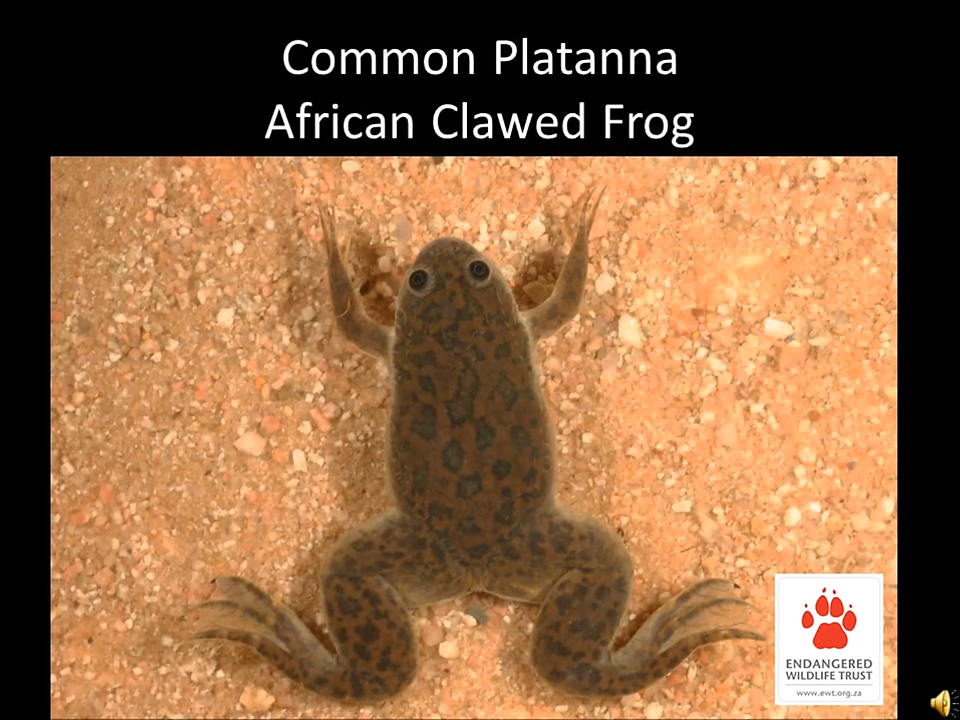 Common Platanna
African Clawed Frog
ENDANGERED
WILDLIFE TRUST
www.ewt.org.za